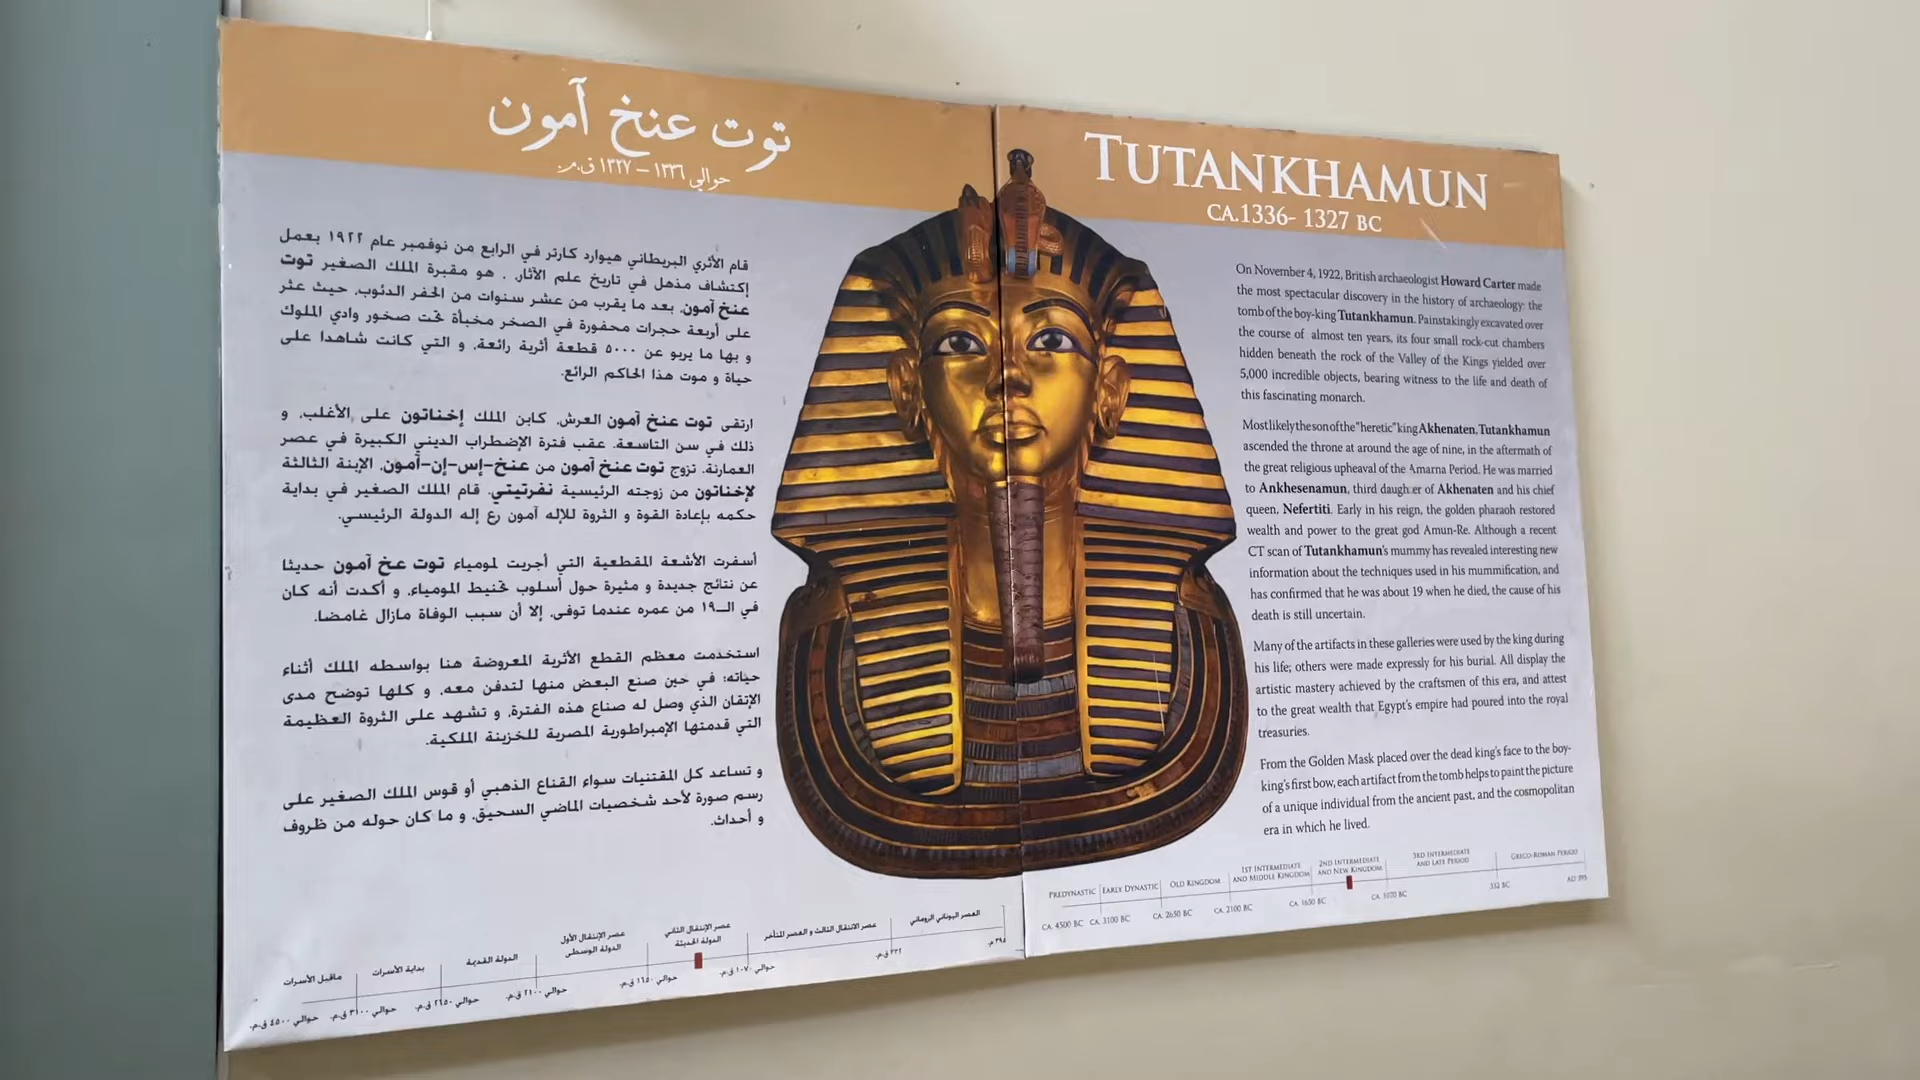 توت عنخ آمون
حوالي ١٣٣٦ – ١٣٢٧ ق.م.
قام الأثري البريطاني هيوارد كارتر في الرابع من نوفمبر عام ١٩٢٢ بعمل
إكتشاف مذهل في تاريخ علم الآثار. . هو مقبرة الملك الصغير توت
عنخ آمون. بعد ما يقرب من عشر سنوات من الحفر الدئوب. حيث عثر
على أربعة حجرات محفورة في الصخر مخبأة تحت صخور وادي الملوك
و بها ما يربو عن ٥٠٠٠ قطعة أثرية رائعة. و التي كانت شاهدا على
حياة و موت هذا الحاكم الرائع.
ارتقى توت عنخ آمون العرش. كابن الملك إخناتون على الأغلب. و
ذلك في سن التاسعة. عقب فترة الإضطراب الديني الكبيرة في عصر
العمارنة. تزوج توت عنخ آمون من عنخ-إس-إن-آمون. الإبنة الثالثة
لإخناتون من زوجته الرئيسية نفرتيتي. قام الملك الصغير في بداية
حكمه بإعادة القوة و الثروة للإله آمون رع إله الدولة الرئيسي.
أسفرت الأشعة المقطعية التي أجريت لمومياء توت عخ آمون حديثا
عن نتائج جديدة و مثيرة حول أسلوب تحنيط المومياء. و أكدت أنه كان
في الـ١٩ من عمره عندما توفى. إلا أن سبب الوفاة مازال غامضا.
استخدمت معظم القطع الأثرية المعروضة هنا بواسطه الملك أثناء
حياته؛ في حين صنع البعض منها لتدفن معه. و كلها توضح مدى
الإتقان الذي وصل له صناع هذه الفترة. و تشهد على الثروة العظيمة
التي قدمتها الإمبراطورية المصرية للخزينة الملكية.
و تساعد كل المقتنيات سواء القناع الذهبي أو قوس الملك الصغير على
رسم صورة لأحد شخصيات الماضي السحيق. و ما كان حوله من ظروف
و أحداث.
ماقبل الأسرات
بداية الأسرات
الدولة القديمة
عصر الإنتقال الأول
الدولة الوسطى
عصر الإنتقال الثاني
الدولة الحديثة
عصر الانتقال الثالث و العصر المتأخر
العصر اليوناني الروماني
حوالي ٤٥٠٠ ق.م.
حوالي ٣١٠٠ ق.م.
حوالي ٢٦٥٠ ق.م.
حوالي ٢١٠٠ ق.م.
حوالي ١٦٥٠ ق.م.
حوالي ١٠٧٠ ق.م.
٣٣٢ ق.م.
٣٩٥ م.
TUTANKHAMUN
CA.1336- 1327 BC
On November 4, 1922, British archaeologist Howard Carter made
the most spectacular discovery in the history of archaeology: the
tomb of the boy-king Tutankhamun. Painstakingly excavated over
the course of almost ten years, its four small rock-cut chambers
hidden beneath the rock of the Valley of the Kings yielded over
5,000 incredible objects, bearing witness to the life and death of
this fascinating monarch.
Most likely the son of the "heretic" king Akhenaten, Tutankhamun
ascended the throne at around the age of nine, in the aftermath of
the great religious upheaval of the Amarna Period. He was married
to Ankhesenamun, third daughter of Akhenaten and his chief
queen, Nefertiti. Early in his reign, the golden pharaoh restored
wealth and power to the great god Amun-Re. Although a recent
CT scan of Tutankhamun's mummy has revealed interesting new
information about the techniques used in his mummification, and
has confirmed that he was about 19 when he died, the cause of his
death is still uncertain.
Many of the artifacts in these galleries were used by the king during
his life; others were made expressly for his burial. All display the
artistic mastery achieved by the craftsmen of this era, and attest
to the great wealth that Egypt's empire had poured into the royal
treasuries.
From the Golden Mask placed over the dead king's face to the boy-
king's first bow, each artifact from the tomb helps to paint the picture
of a unique individual from the ancient past, and the cosmopolitan
era in which he lived.
PREDYNASTIC
EARLY DYNASTIC
OLD KINGDOM
1ST INTERMEDIATE
AND MIDDLE KINGDOM
2ND INTERMEDIATE
AND NEW KINGDOM
3RD INTERMEDIATE
AND LATE PERIOD
GRECO-ROMAN PERIOD
CA. 4500 BC
CA. 3100 BC
CA. 2650 BC
CA. 2100 BC
CA. 1650 BC
CA. 1070 BC
332 BC
AD 395